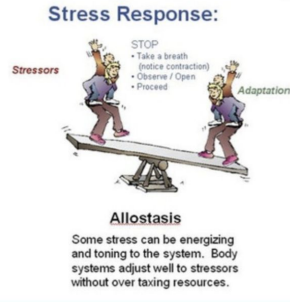 Stress Response:
STOP
• Take a breath
(notice contraction)
• Observe / Open
• Proceed
Stressors
Adaptation
Allostasis
Some stress can be energizing
and toning to the system. Body
systems adjust well to stressors
without over taxing resources.